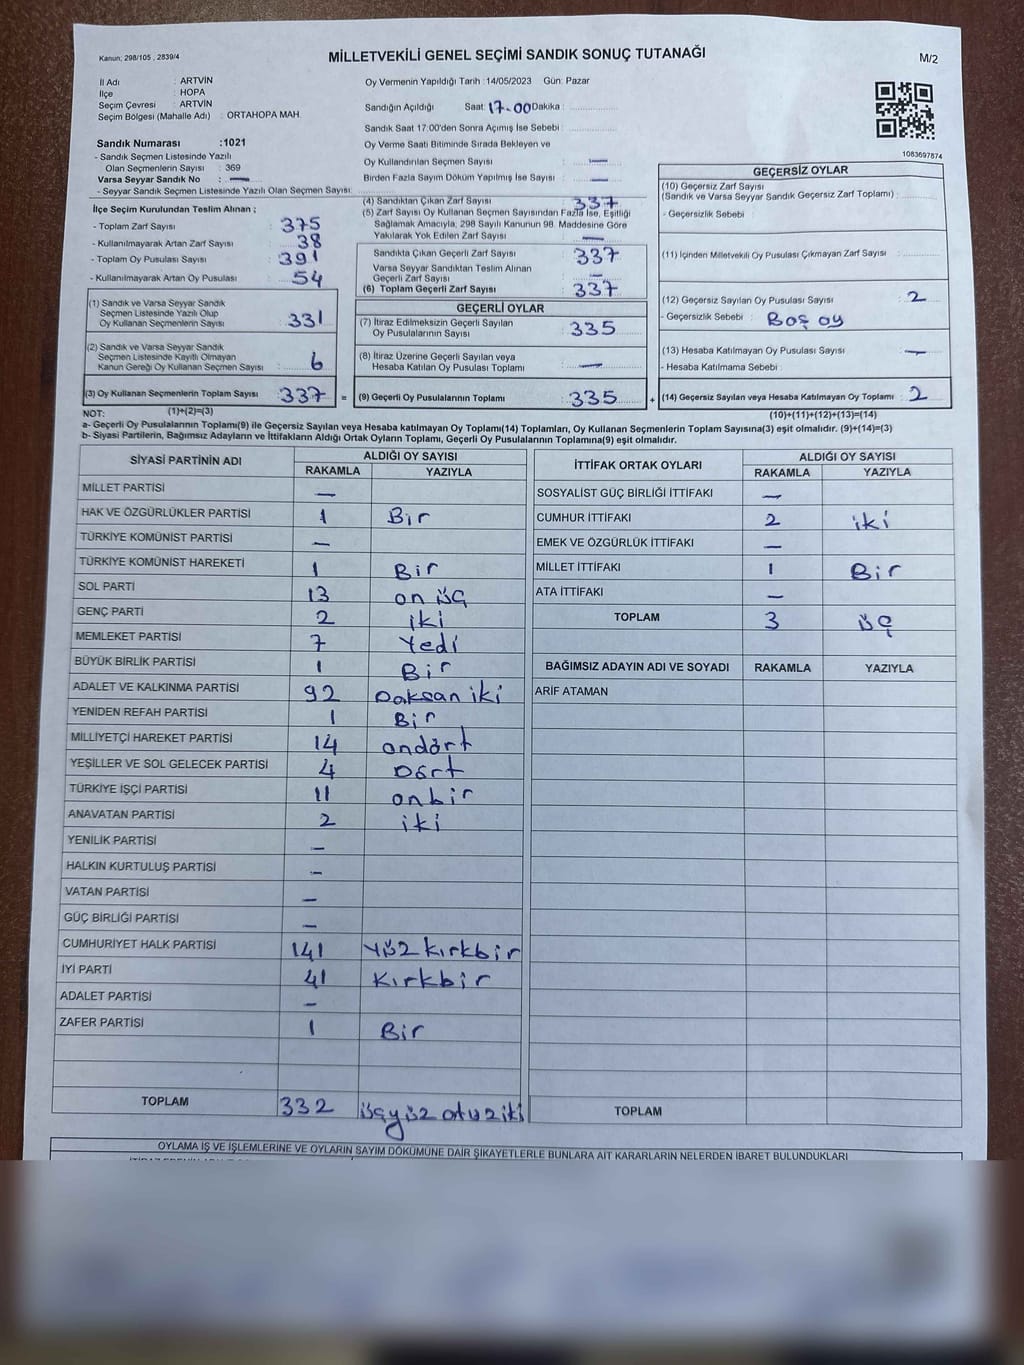 Kanun; 298/105 , 2839/4
MİLLETVEKİLİ GENEL SEÇİMİ SANDIK SONUÇ TUTANAĞI
M/2
İl Adı : ARTVİN
İlçe : HOPA
Seçim Çevresi : ARTVİN
Seçim Bölgesi (Mahalle Adı) : ORTAHOPA MAH.
Sandık Numarası :1021
- Sandık Seçmen Listesinde Yazılı
Olan Seçmenlerin Sayısı : 369
Varsa Seyyar Sandık No : —
- Seyyar Sandık Seçmen Listesinde Yazılı Olan Seçmen Sayısı:
Oy Vermenin Yapıldığı Tarih :14/05/2023 Gün: Pazar
Sandığın Açıldığı Saat: 17.00 Dakika :
Sandık Saat 17:00'den Sonra Açımış İse Sebebi :
Oy Verme Saati Bitiminde Sırada Bekleyen ve
Oy Kullandırılan Seçmen Sayısı : —
Birden Fazla Sayım Döküm Yapılmış İse Sayısı : —
1083697874
İlçe Seçim Kurulundan Teslim Alınan ;
- Toplam Zarf Sayısı : 375
- Kullanılmayarak Artan Zarf Sayısı : 38
- Toplam Oy Pusulası Sayısı : 391
- Kullanılmayarak Artan Oy Pusulası : 54
(1) Sandık ve Varsa Seyyar Sandık
Seçmen Listesinde Yazılı Olup
Oy Kullanan Seçmenlerin Sayısı : 331
(2) Sandık ve Varsa Seyyar Sandık
Seçmen Listesinde Kayıtlı Olmayan
Kanun Gereği Oy Kullanan Seçmen Sayısı : 6
(3) Oy Kullanan Seçmenlerin Toplam Sayısı : 337 =
(4) Sandıktan Çıkan Zarf Sayısı : 337
(5) Zarf Sayısı Oy Kullanan Seçmen Sayısından Fazla İse, Eşitliği
Sağlamak Amacıyla; 298 Sayılı Kanunun 98. Maddesine Göre
Yakılarak Yok Edilen Zarf Sayısı : —
Sandıkta Çıkan Geçerli Zarf Sayısı : 337
Varsa Seyyar Sandıktan Teslim Alınan
Geçerli Zarf Sayısı : —
(6) Toplam Geçerli Zarf Sayısı : 337
GEÇERLİ OYLAR
(7) İtiraz Edilmeksizin Geçerli Sayılan
Oy Pusulalarının Sayısı : 335
(8) İtiraz Üzerine Geçerli Sayılan veya
Hesaba Katılan Oy Pusulası Toplamı : —
(9) Geçerli Oy Pusulalarının Toplamı : 335 +
GEÇERSİZ OYLAR
(10) Geçersiz Zarf Sayısı
(Sandık ve Varsa Seyyar Sandık Geçersiz Zarf Toplamı) :
- Geçersizlik Sebebi :
(11) İçinden Milletvekili Oy Pusulası Çıkmayan Zarf Sayısı :
(12) Geçersiz Sayılan Oy Pusulası Sayısı : 2
- Geçersizlik Sebebi : Boş oy
(13) Hesaba Katılmayan Oy Pusulası Sayısı : —
- Hesaba Katılmama Sebebi :
(14) Geçersiz Sayılan veya Hesaba Katılmayan Oy Toplamı : 2
NOT: (1)+(2)=(3)
(10)+(11)+(12)+(13)=(14)
a- Geçerli Oy Pusulalarının Toplamı(9) ile Geçersiz Sayılan veya Hesaba katılmayan Oy Toplamı(14) Toplamları, Oy Kullanan Seçmenlerin Toplam Sayısına(3) eşit olmalıdır. (9)+(14)=(3)
b- Siyasi Partilerin, Bağımsız Adayların ve İttifakların Aldığı Ortak Oyların Toplamı, Geçerli Oy Pusulalarının Toplamına(9) eşit olmalıdır.
SİYASİ PARTİNİN ADI ALDIĞI OY SAYISI
RAKAMLA YAZIYLA
MİLLET PARTİSİ —
HAK VE ÖZGÜRLÜKLER PARTİSİ 1 Bir
TÜRKİYE KOMÜNİST PARTİSİ —
TÜRKİYE KOMÜNİST HAREKETİ 1 Bir
SOL PARTİ 13 on üç
GENÇ PARTİ 2 iki
MEMLEKET PARTİSİ 7 Yedi
BÜYÜK BİRLİK PARTİSİ 1 Bir
ADALET VE KALKINMA PARTİSİ 92 Doksan iki
YENİDEN REFAH PARTİSİ 1 Bir
MİLLİYETÇİ HAREKET PARTİSİ 14 ondört
YEŞİLLER VE SOL GELECEK PARTİSİ 4 Dört
TÜRKİYE İŞÇİ PARTİSİ 11 onbir
ANAVATAN PARTİSİ 2 iki
YENİLİK PARTİSİ —
HALKIN KURTULUŞ PARTİSİ —
VATAN PARTİSİ —
GÜÇ BİRLİĞİ PARTİSİ —
CUMHURİYET HALK PARTİSİ 141 Yüz kırkbir
İYİ PARTİ 41 Kırkbir
ADALET PARTİSİ —
ZAFER PARTİSİ 1 Bir
TOPLAM 332 üçyüz otuziki
İTTİFAK ORTAK OYLARI ALDIĞI OY SAYISI
RAKAMLA YAZIYLA
SOSYALİST GÜÇ BİRLİĞİ İTTİFAKI —
CUMHUR İTTİFAKI 2 iki
EMEK VE ÖZGÜRLÜK İTTİFAKI —
MİLLET İTTİFAKI 1 Bir
ATA İTTİFAKI —
TOPLAM 3 üç
BAĞIMSIZ ADAYIN ADI VE SOYADI RAKAMLA YAZIYLA
ARİF ATAMAN
TOPLAM
OYLAMA İŞ VE İŞLEMLERİNE VE OYLARIN SAYIM DÖKÜMÜNE DAİR ŞİKAYETLERLE BUNLARA AİT KARARLARIN NELERDEN İBARET BULUNDUKLARI